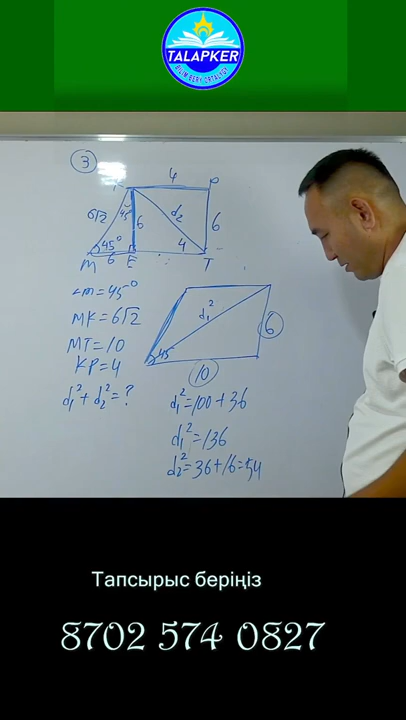 TALAPKER
BILIM BERY ORTALYǴY
3
4
P
6√2
45
6
d₂
6
45°
4
M
6
E
T
∠m=45°
MK=6√2
MT=10
KP=4
d₁²+d₂²=?
d₁²
6
45
10
d₁²=100+36
d₁²=136
d₂²=36+16=54
Тапсырыс беріңіз
8702 574 0827